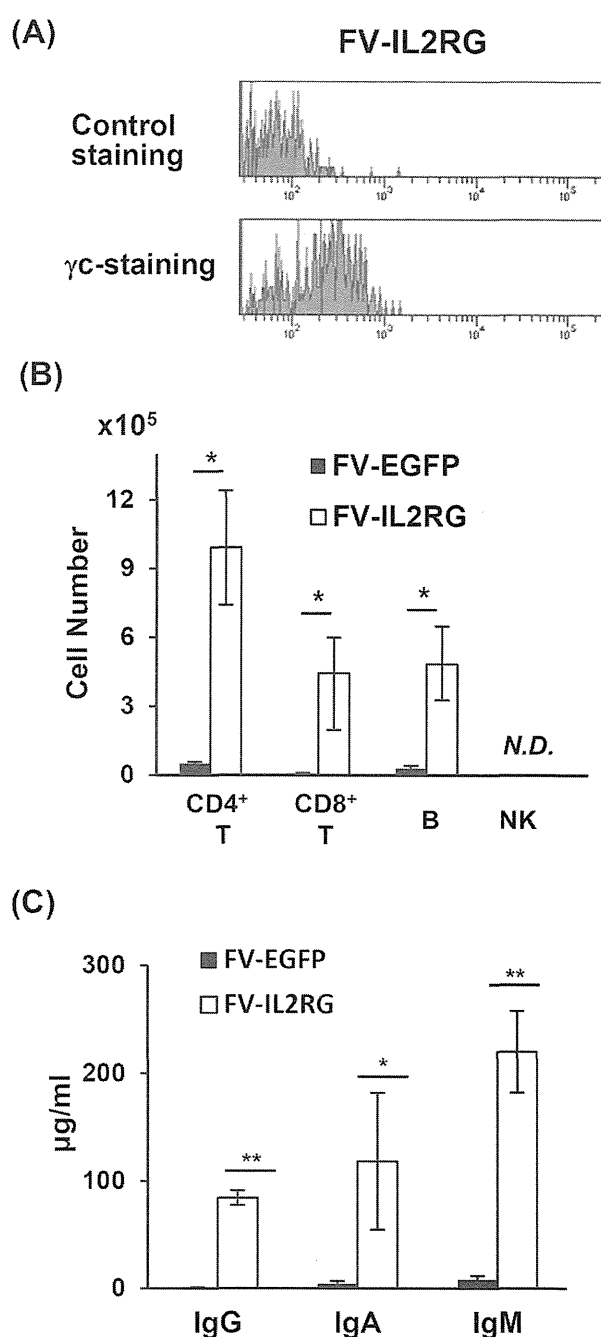 (A)
FV-IL2RG
Control
staining
10² 10³ 10⁴ 10⁵
γc-staining
10² 10³ 10⁴ 10⁵
(B)
x10⁵
* FV-EGFP
FV-IL2RG
12
* *
9
6
3
0
Cell Number
N.D.
CD4⁺ CD8⁺
T T B NK
(C)
300
FV-EGFP
FV-IL2RG
**
*
200
**
100
0
µg/ml
IgG IgA IgM